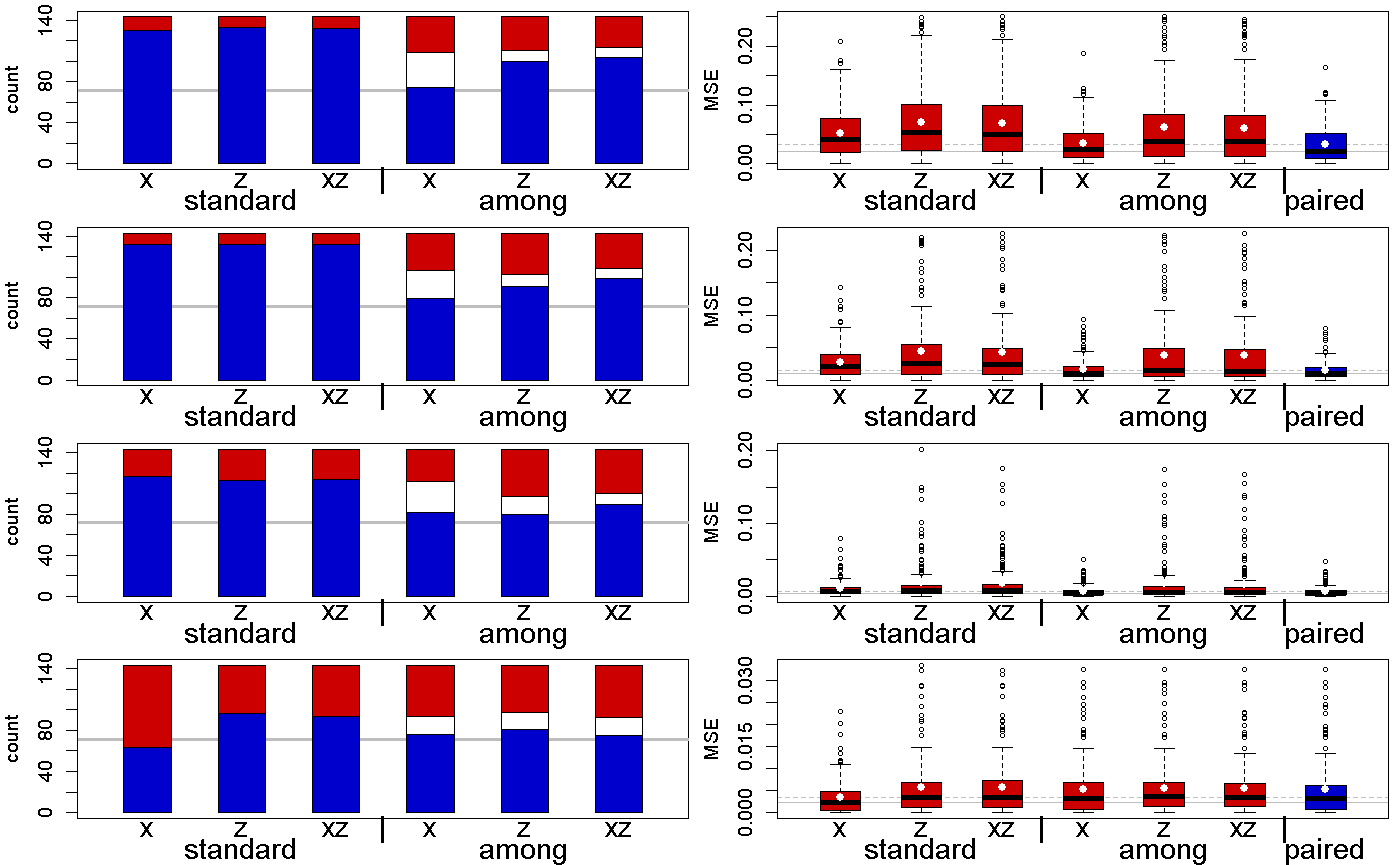 count
140
80
40
0
x z xz x z xz
standard among
MSE
0.20
0.10
0.00
x z xz x z xz
standard among paired
count
140
80
40
0
x z xz x z xz
standard among
MSE
0.20
0.10
0.00
x z xz x z xz
standard among paired
count
140
80
40
0
x z xz x z xz
standard among
MSE
0.20
0.10
0.00
x z xz x z xz
standard among paired
count
140
80
40
0
x z xz x z xz
standard among
MSE
0.030
0.015
0.000
x z xz x z xz
standard among paired